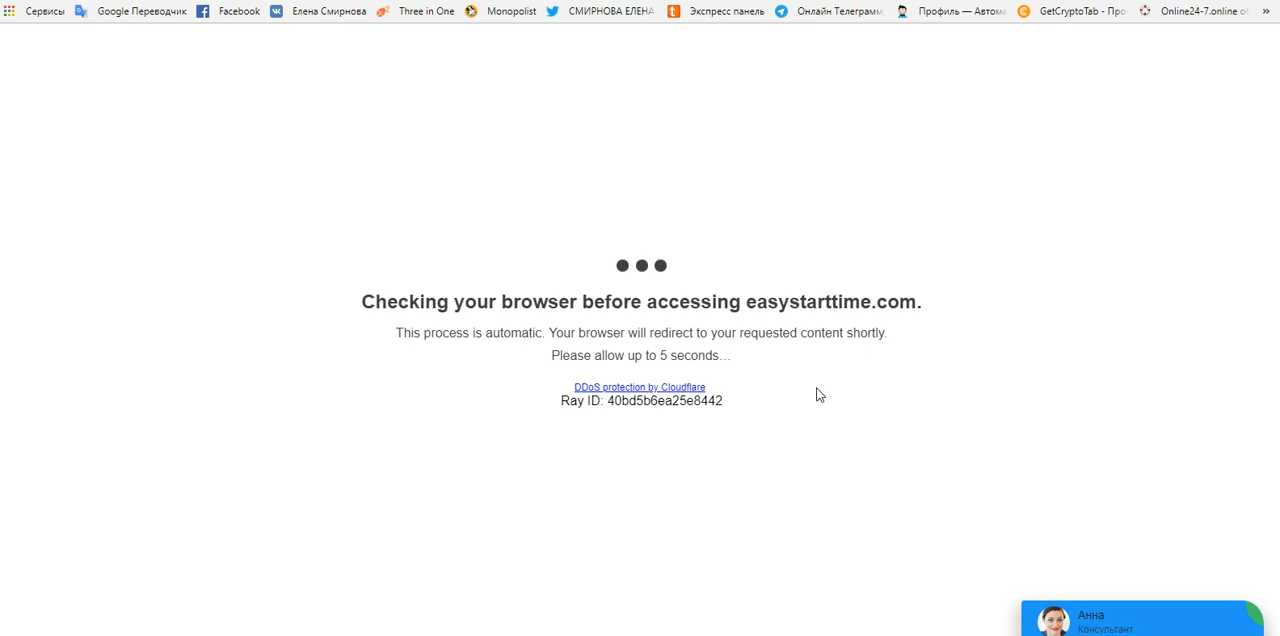 Сервисы Google Переводчик Facebook Елена Смирнова Three in One Monopolist СМИРНОВА ЕЛЕНА Экспресс панель Онлайн Телеграмм Профиль — Автома GetCryptoTab - Про Online24-7.online о »
Checking your browser before accessing easystarttime.com.
This process is automatic. Your browser will redirect to your requested content shortly.
Please allow up to 5 seconds…
DDoS protection by Cloudflare
Ray ID: 40bd5b6ea25e8442
Анна
Консультант